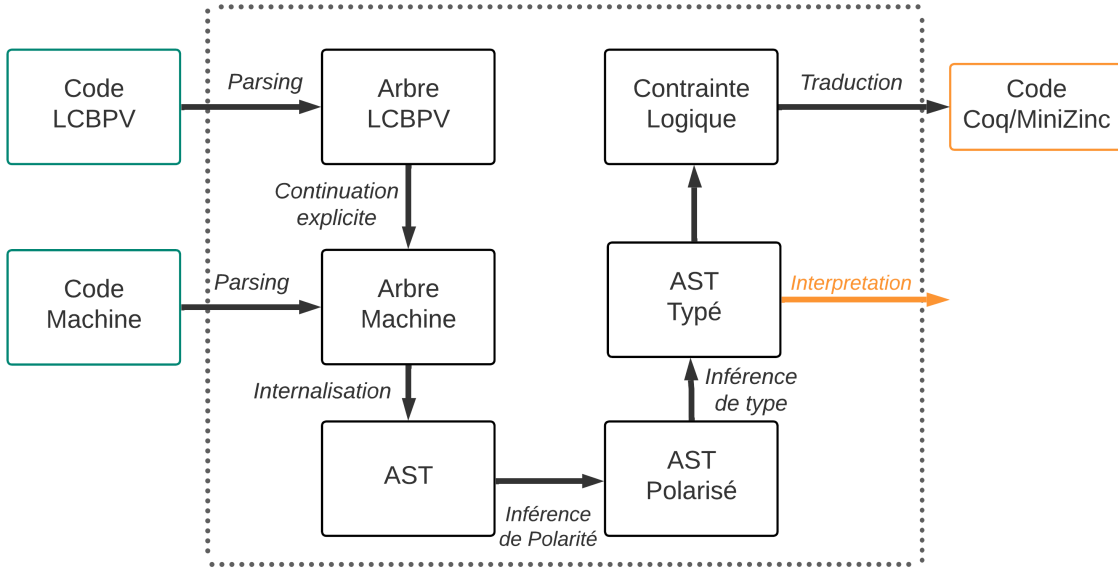 Code
LCBPV
Parsing
Arbre
LCBPV
Contrainte
Logique
Traduction
Code
Coq/MiniZinc
Continuation
explicite
Code
Machine
Parsing
Arbre
Machine
AST
Typé
Interpretation
Internalisation
Inférence
de type
AST
Inférence
de Polarité
AST
Polarisé